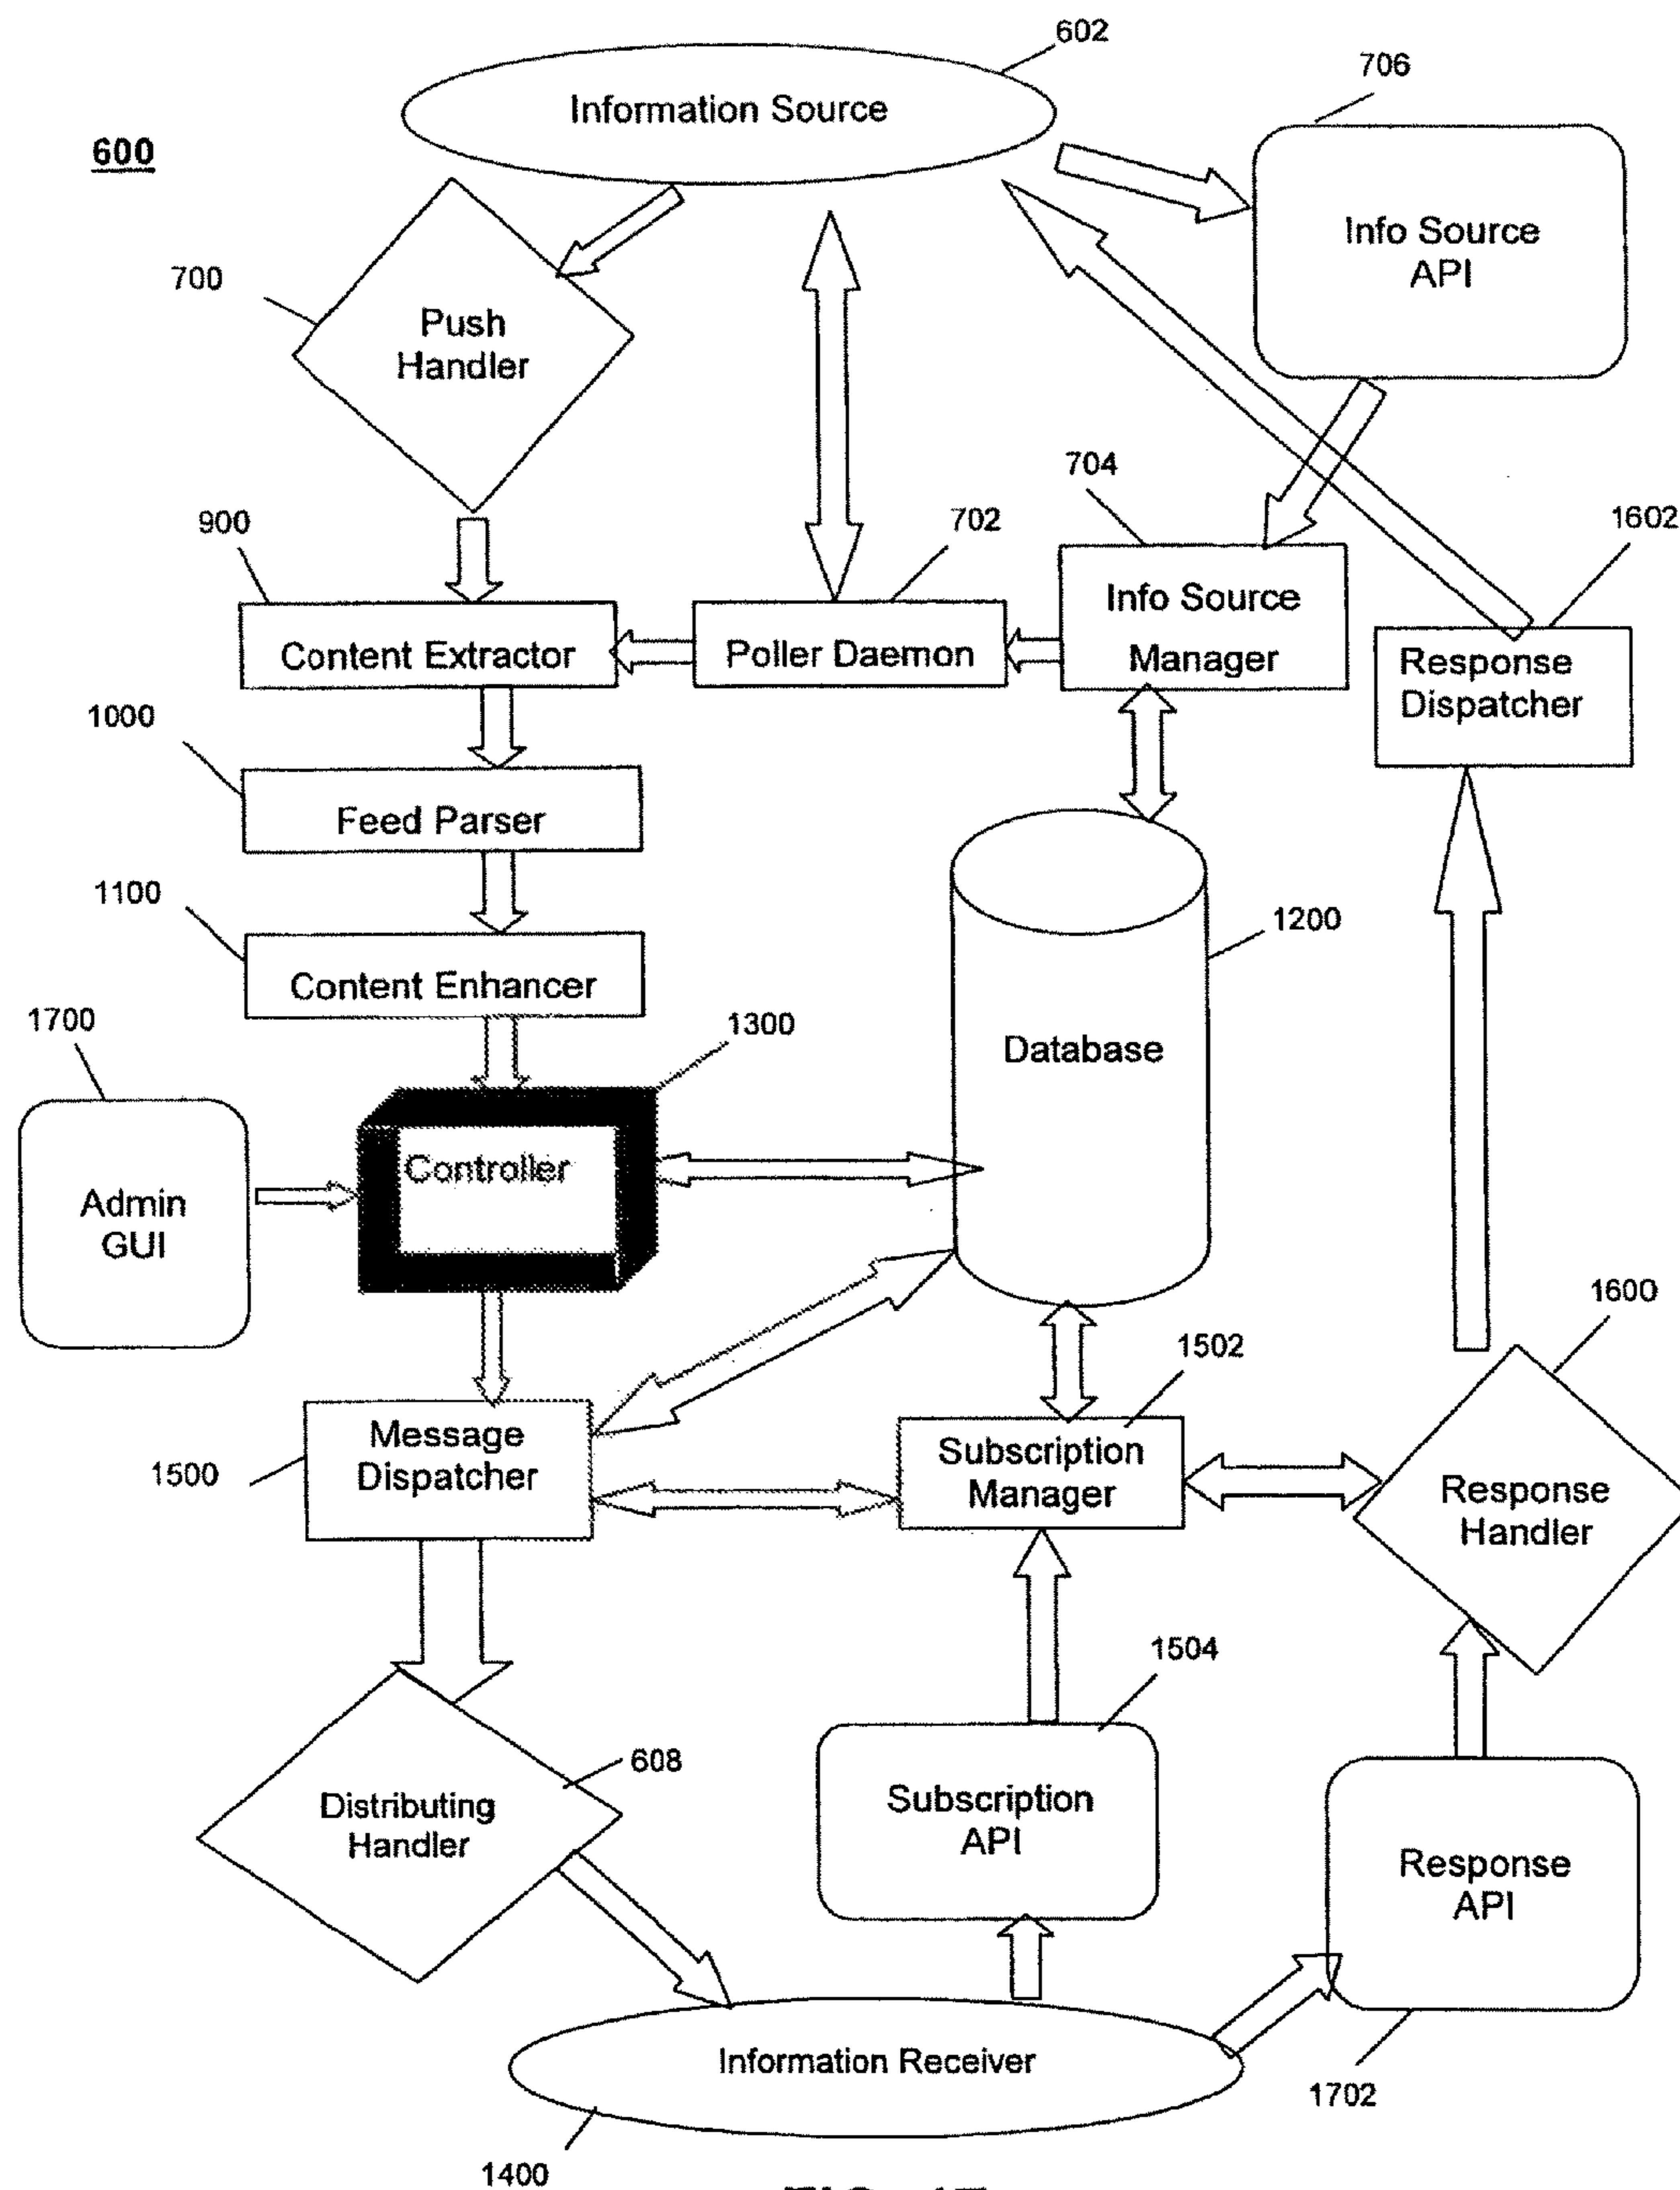 602
Information Source
706
600
Info Source
API
700
Push
Handler
704
900
702
1602
Info Source
Manager
Content Extractor
Poller Daemon
Response
Dispatcher
1000
Feed Parser
1100
1200
Content Enhancer
1700
1300
Database
Controller
Admin
GUI
1600
1502
Message
Dispatcher
1500
Subscription
Manager
Response
Handler
1504
608
Distributing
Handler
Subscription
API
Response
API
Information Receiver
1702
1400